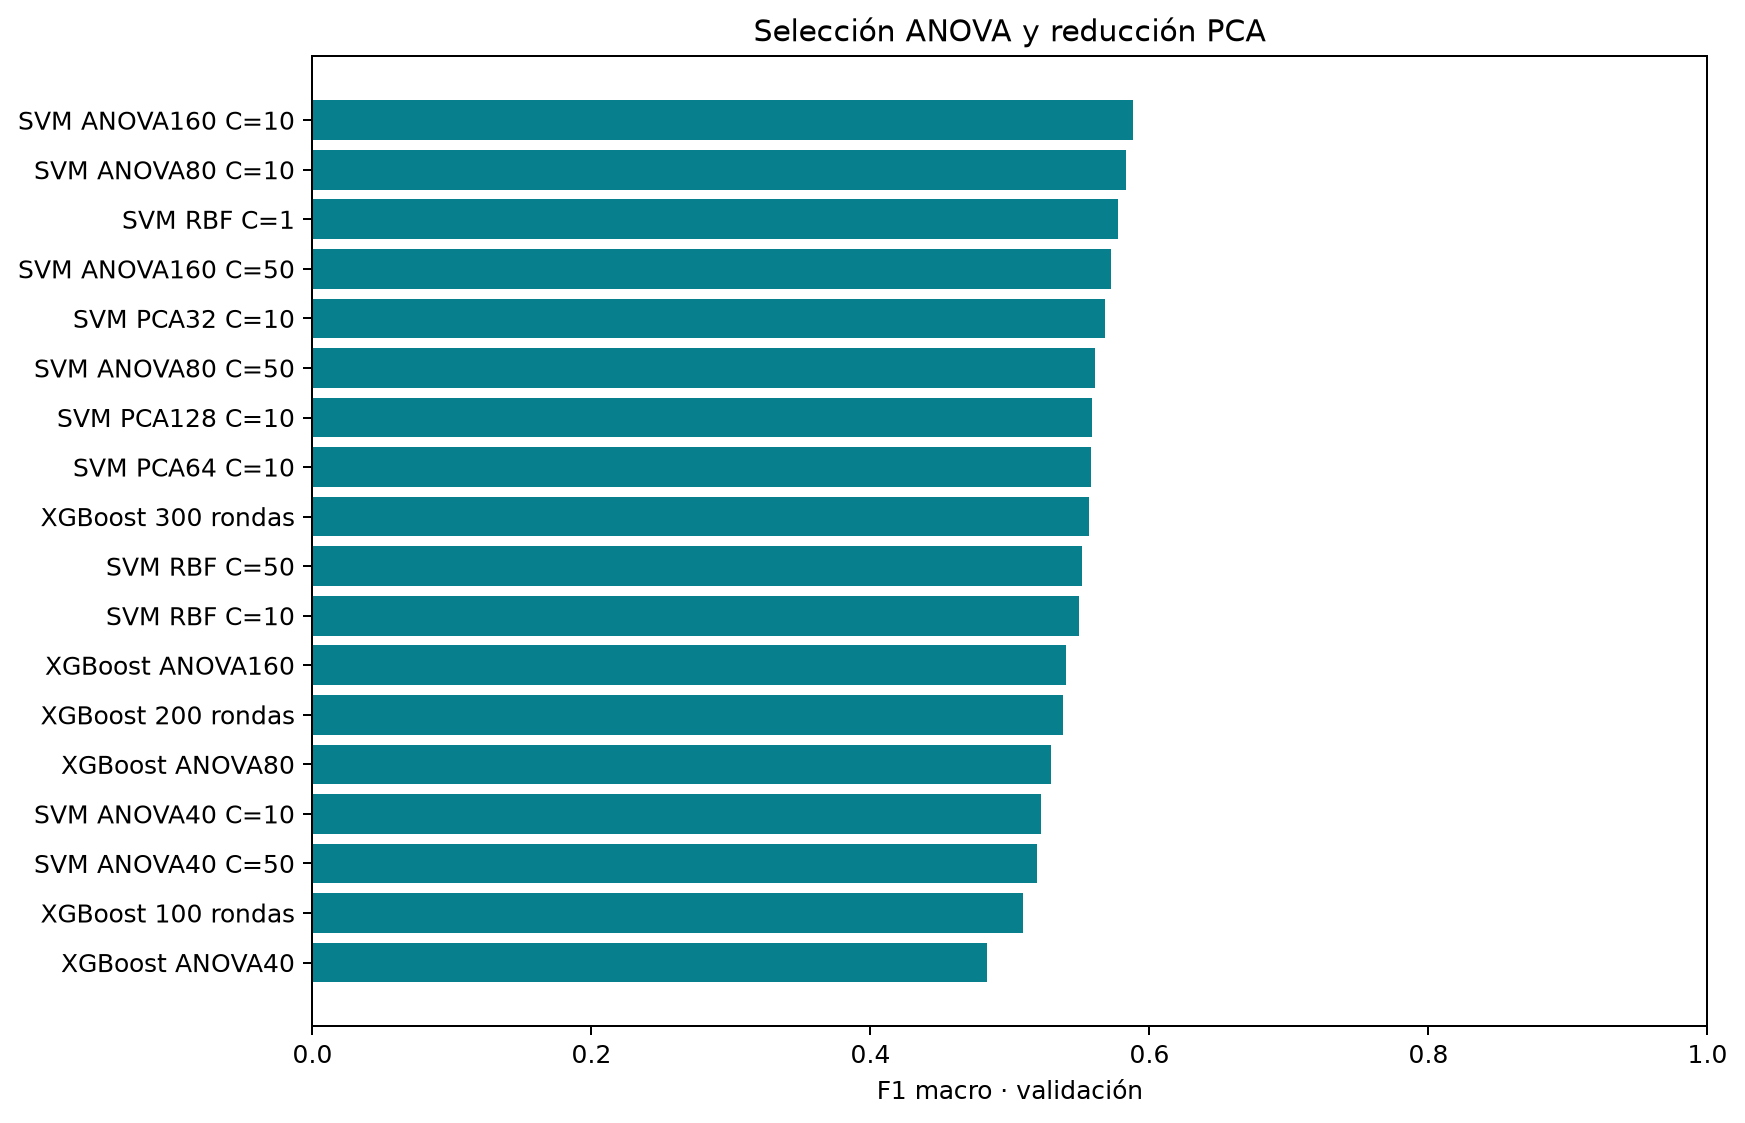 Selección ANOVA y reducción PCA
SVM ANOVA160 C=10
SVM ANOVA80 C=10
SVM RBF C=1
SVM ANOVA160 C=50
SVM PCA32 C=10
SVM ANOVA80 C=50
SVM PCA128 C=10
SVM PCA64 C=10
XGBoost 300 rondas
SVM RBF C=50
SVM RBF C=10
XGBoost ANOVA160
XGBoost 200 rondas
XGBoost ANOVA80
SVM ANOVA40 C=10
SVM ANOVA40 C=50
XGBoost 100 rondas
XGBoost ANOVA40
0.0 0.2 0.4 0.6 0.8 1.0
F1 macro · validación